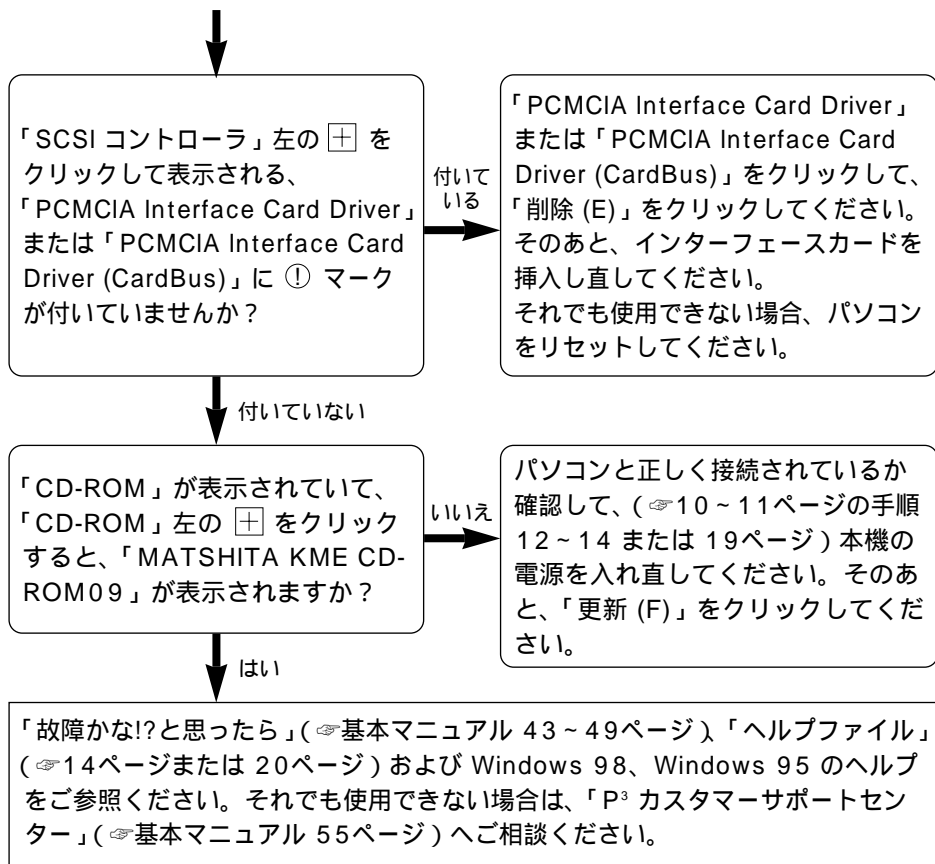 「SCSI コントローラ」左の ＋ を
クリックして表示される、
「PCMCIA Interface Card Driver」
または「PCMCIA Interface Card
Driver (CardBus)」に ! マーク
が付いていませんか？
付いて
いる
「PCMCIA Interface Card Driver」
または「PCMCIA Interface Card
Driver (CardBus)」をクリックして、
「削除 (E)」をクリックしてください。
そのあと、インターフェースカードを
挿入し直してください。
それでも使用できない場合、パソコン
をリセットしてください。
付いていない
「CD-ROM」が表示されていて、
「CD-ROM」左の ＋ をクリック
すると、「MATSHITA KME CD-
ROM09」が表示されますか？
いいえ
パソコンと正しく接続されているか
確認して、(☞10～11ページの手順
12～14 または 19ページ)本機の
電源を入れ直してください。そのあ
と、「更新 (F)」をクリックしてくだ
さい。
はい
「故障かな!?と思ったら」(☞基本マニュアル 43～49ページ)、「ヘルプファイル」
(☞14ページまたは 20ページ)および Windows 98、Windows 95 のヘルプ
をご参照ください。それでも使用できない場合は、「P³ カスタマーサポートセン
ター」(☞基本マニュアル 55ページ)へご相談ください。